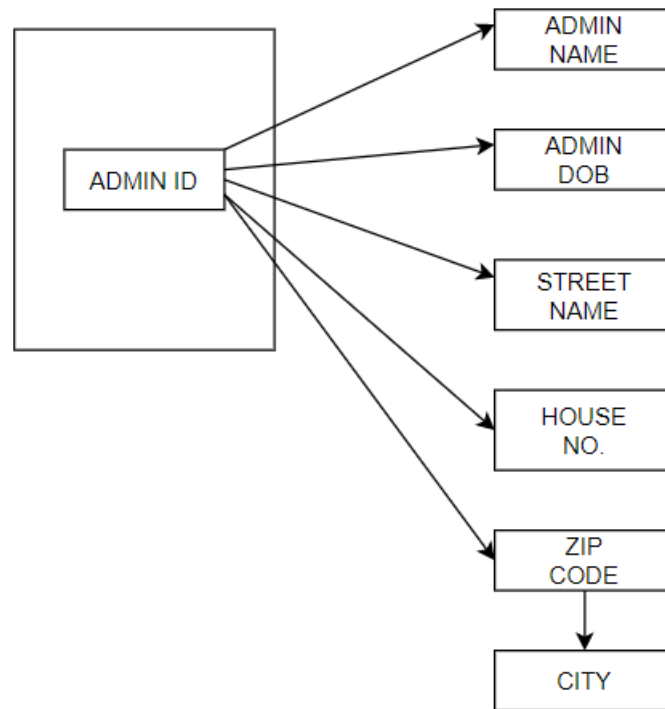 ADMIN
NAME
ADMIN ID
ADMIN
DOB
STREET
NAME
HOUSE
NO.
ZIP
CODE
CITY